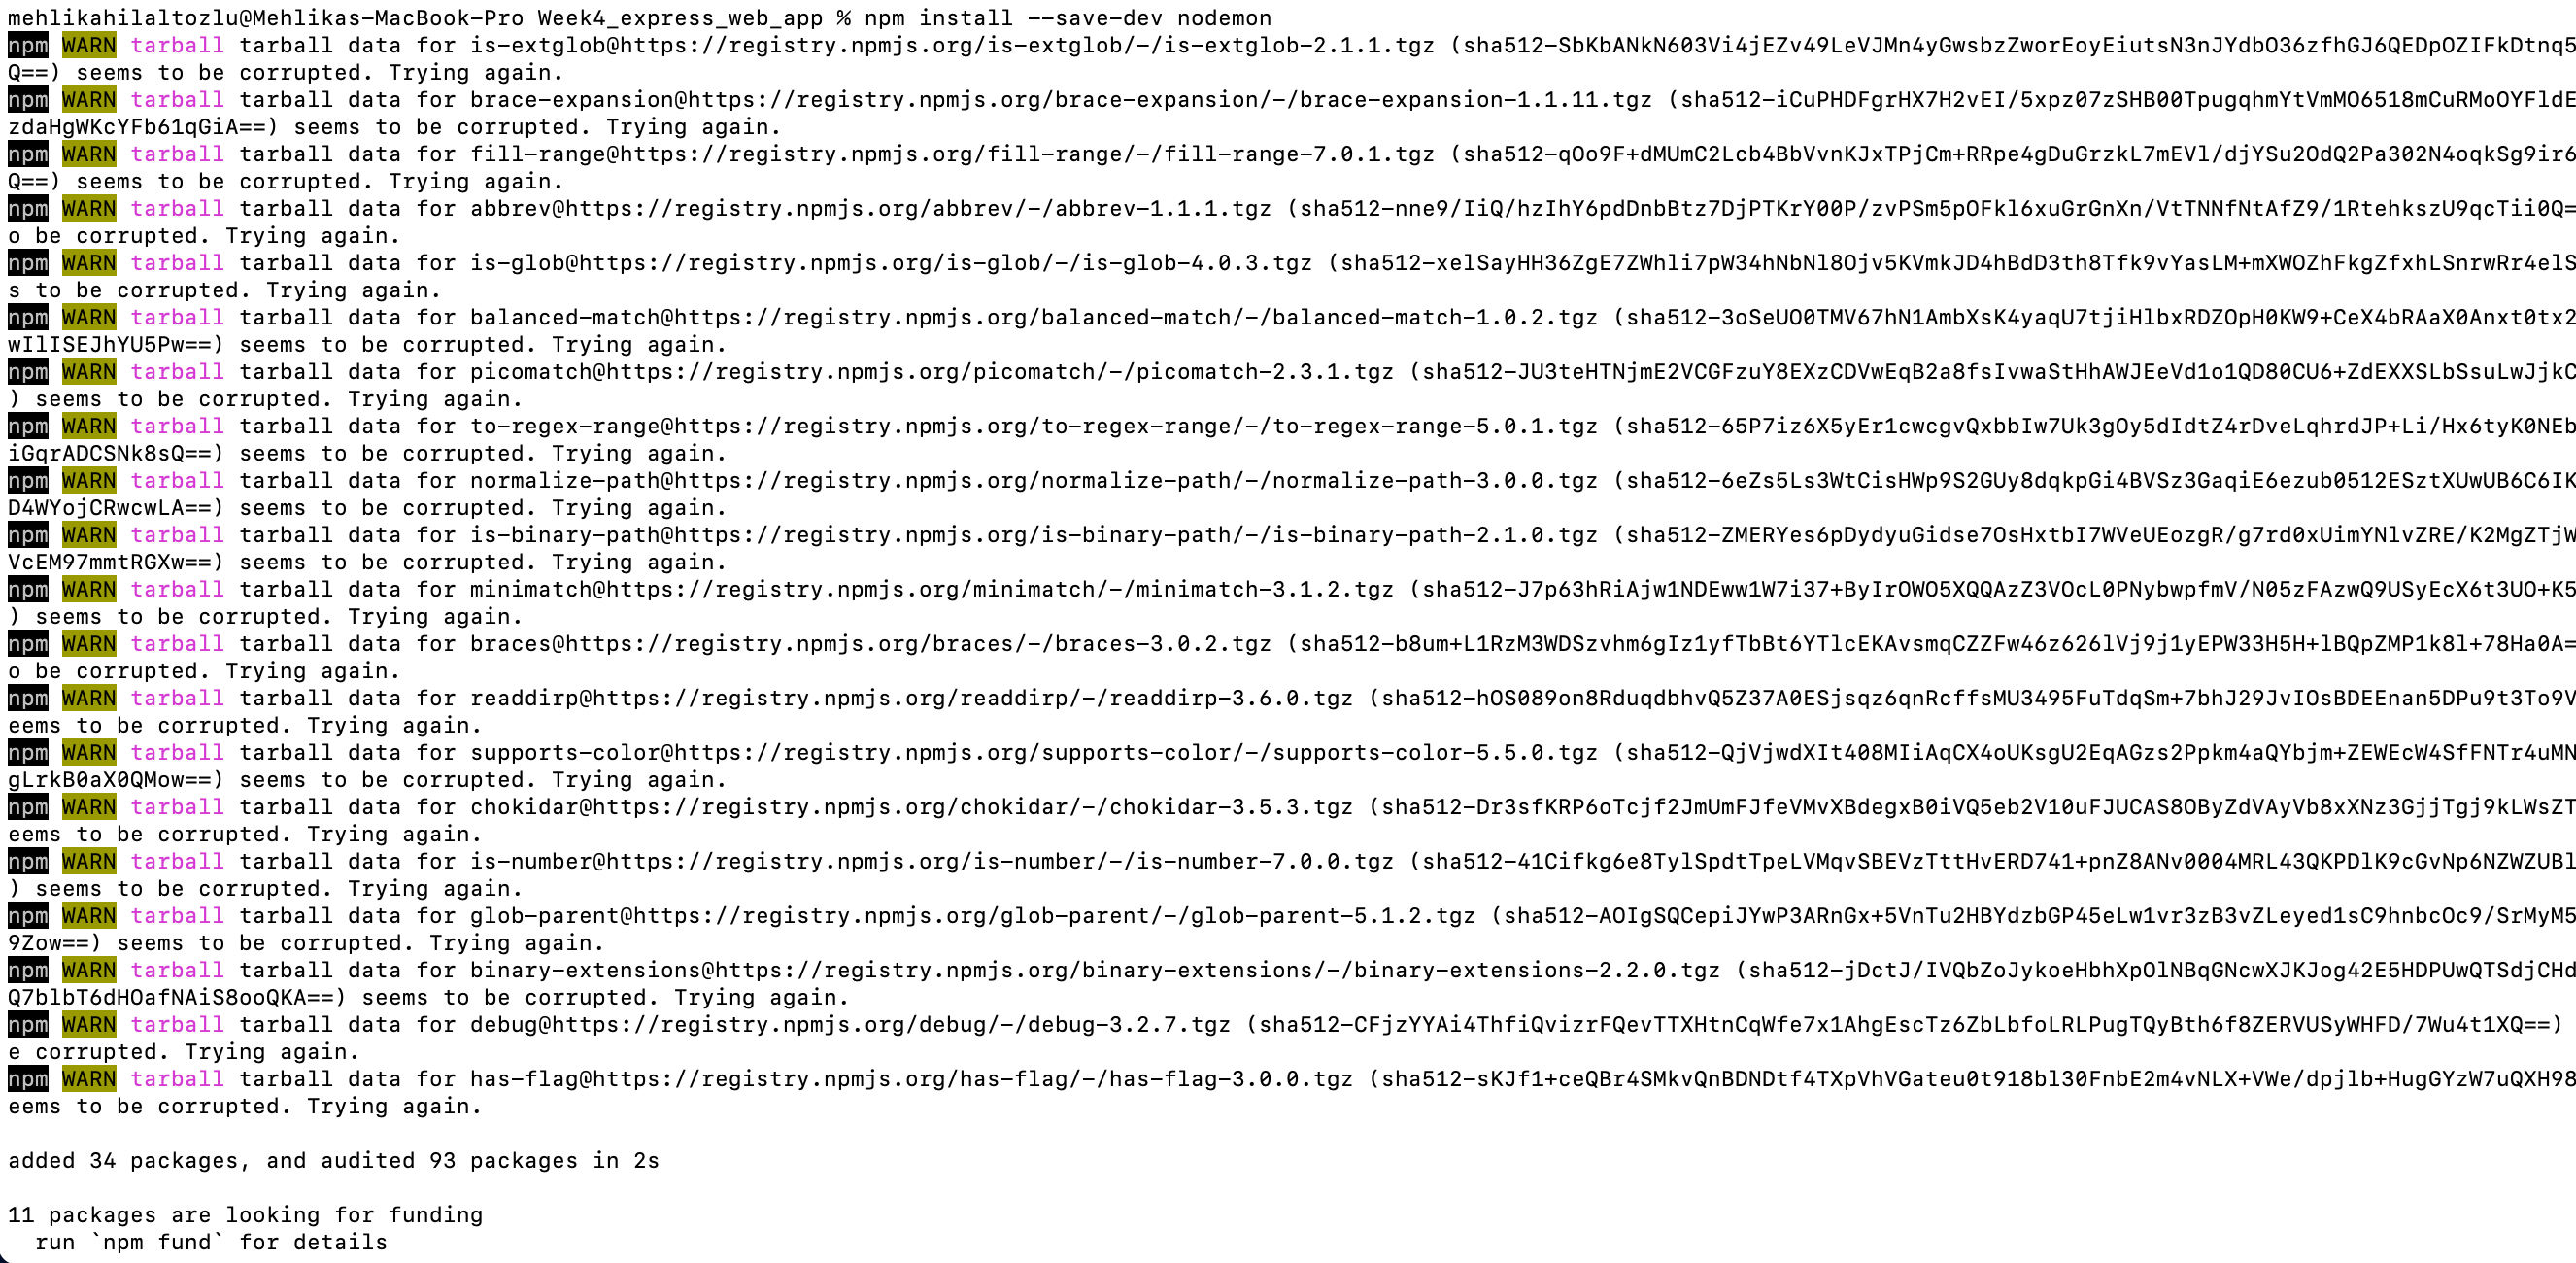 mehlikahilaltozlu@Mehlikas-MacBook-Pro Week4_express_web_app % npm install --save-dev nodemon
npm WARN tarball tarball data for is-extglob@https://registry.npmjs.org/is-extglob/-/is-extglob-2.1.1.tgz (sha512-SbKbANkN603Vi4jEZv49LeVJMn4yGwsbzZworEoyEiutsN3nJYdbO36zfhGJ6QEDpOZIFkDtnq5
Q==) seems to be corrupted. Trying again.
npm WARN tarball tarball data for brace-expansion@https://registry.npmjs.org/brace-expansion/-/brace-expansion-1.1.11.tgz (sha512-iCuPHDFgrHX7H2vEI/5xpz07zSHB00TpugqhmYtVmMO6518mCuRMoOYFldE
zdaHgWKcYFb61qGiA==) seems to be corrupted. Trying again.
npm WARN tarball tarball data for fill-range@https://registry.npmjs.org/fill-range/-/fill-range-7.0.1.tgz (sha512-qOo9F+dMUmC2Lcb4BbVvnKJxTPjCm+RRpe4gDuGrzkL7mEVl/djYSu2OdQ2Pa302N4oqkSg9ir6
Q==) seems to be corrupted. Trying again.
npm WARN tarball tarball data for abbrev@https://registry.npmjs.org/abbrev/-/abbrev-1.1.1.tgz (sha512-nne9/IiQ/hzIhY6pdDnbBtz7DjPTKrY00P/zvPSm5pOFkl6xuGrGnXn/VtTNNfNtAfZ9/1RtehkszU9qcTii0Q=
o be corrupted. Trying again.
npm WARN tarball tarball data for is-glob@https://registry.npmjs.org/is-glob/-/is-glob-4.0.3.tgz (sha512-xelSayHH36ZgE7ZWhli7pW34hNbNl8Ojv5KVmkJD4hBdD3th8Tfk9vYasLM+mXWOZhFkgZfxhLSnrwRr4elS
s to be corrupted. Trying again.
npm WARN tarball tarball data for balanced-match@https://registry.npmjs.org/balanced-match/-/balanced-match-1.0.2.tgz (sha512-3oSeUO0TMV67hN1AmbXsK4yaqU7tjiHlbxRDZOpH0KW9+CeX4bRAaX0Anxt0tx2
wIlISEJhYU5Pw==) seems to be corrupted. Trying again.
npm WARN tarball tarball data for picomatch@https://registry.npmjs.org/picomatch/-/picomatch-2.3.1.tgz (sha512-JU3teHTNjmE2VCGFzuY8EXzCDVwEqB2a8fsIvwaStHhAWJEeVd1o1QD80CU6+ZdEXXSLbSsuLwJjkC
) seems to be corrupted. Trying again.
npm WARN tarball tarball data for to-regex-range@https://registry.npmjs.org/to-regex-range/-/to-regex-range-5.0.1.tgz (sha512-65P7iz6X5yEr1cwcgvQxbbIw7Uk3gOy5dIdtZ4rDveLqhrdJP+Li/Hx6tyK0NEb
iGqrADCSNk8sQ==) seems to be corrupted. Trying again.
npm WARN tarball tarball data for normalize-path@https://registry.npmjs.org/normalize-path/-/normalize-path-3.0.0.tgz (sha512-6eZs5Ls3WtCisHWp9S2GUy8dqkpGi4BVSz3GaqiE6ezub0512ESztXUwUB6C6IK
D4WYojCRwcwLA==) seems to be corrupted. Trying again.
npm WARN tarball tarball data for is-binary-path@https://registry.npmjs.org/is-binary-path/-/is-binary-path-2.1.0.tgz (sha512-ZMERYes6pDydyuGidse7OsHxtbI7WVeUEozgR/g7rd0xUimYNlvZRE/K2MgZTjW
VcEM97mmtRGXw==) seems to be corrupted. Trying again.
npm WARN tarball tarball data for minimatch@https://registry.npmjs.org/minimatch/-/minimatch-3.1.2.tgz (sha512-J7p63hRiAjw1NDEww1W7i37+ByIrOWO5XQQAzZ3VOcL0PNybwpfmV/N05zFAzwQ9USyEcX6t3UO+K5
) seems to be corrupted. Trying again.
npm WARN tarball tarball data for braces@https://registry.npmjs.org/braces/-/braces-3.0.2.tgz (sha512-b8um+L1RzM3WDSzvhm6gIz1yfTbBt6YTlcEKAvsmqCZZFw46z626lVj9j1yEPW33H5H+lBQpZMP1k8l+78Ha0A=
o be corrupted. Trying again.
npm WARN tarball tarball data for readdirp@https://registry.npmjs.org/readdirp/-/readdirp-3.6.0.tgz (sha512-hOS089on8RduqdbhvQ5Z37A0ESjsqz6qnRcffsMU3495FuTdqSm+7bhJ29JvIOsBDEEnan5DPu9t3To9V
eems to be corrupted. Trying again.
npm WARN tarball tarball data for supports-color@https://registry.npmjs.org/supports-color/-/supports-color-5.5.0.tgz (sha512-QjVjwdXIt408MIiAqCX4oUKsgU2EqAGzs2Ppkm4aQYbjm+ZEWEcW4SfFNTr4uMN
gLrkB0aX0QMow==) seems to be corrupted. Trying again.
npm WARN tarball tarball data for chokidar@https://registry.npmjs.org/chokidar/-/chokidar-3.5.3.tgz (sha512-Dr3sfKRP6oTcjf2JmUmFJfeVMvXBdegxB0iVQ5eb2V10uFJUCAS8OByZdVAyVb8xXNz3GjjTgj9kLWsZT
eems to be corrupted. Trying again.
npm WARN tarball tarball data for is-number@https://registry.npmjs.org/is-number/-/is-number-7.0.0.tgz (sha512-41Cifkg6e8TylSpdtTpeLVMqvSBEVzTttHvERD741+pnZ8ANv0004MRL43QKPDlK9cGvNp6NZWZUBl
) seems to be corrupted. Trying again.
npm WARN tarball tarball data for glob-parent@https://registry.npmjs.org/glob-parent/-/glob-parent-5.1.2.tgz (sha512-AOIgSQCepiJYwP3ARnGx+5VnTu2HBYdzbGP45eLw1vr3zB3vZLeyed1sC9hnbcOc9/SrMyM5
9Zow==) seems to be corrupted. Trying again.
npm WARN tarball tarball data for binary-extensions@https://registry.npmjs.org/binary-extensions/-/binary-extensions-2.2.0.tgz (sha512-jDctJ/IVQbZoJykoeHbhXpOlNBqGNcwXJKJog42E5HDPUwQTSdjCHd
Q7blbT6dHOafNAiS8ooQKA==) seems to be corrupted. Trying again.
npm WARN tarball tarball data for debug@https://registry.npmjs.org/debug/-/debug-3.2.7.tgz (sha512-CFjzYYAi4ThfiQvizrFQevTTXHtnCqWfe7x1AhgEscTz6ZbLbfoLRLPugTQyBth6f8ZERVUSyWHFD/7Wu4t1XQ==)
e corrupted. Trying again.
npm WARN tarball tarball data for has-flag@https://registry.npmjs.org/has-flag/-/has-flag-3.0.0.tgz (sha512-sKJf1+ceQBr4SMkvQnBDNDtf4TXpVhVGateu0t918bl30FnbE2m4vNLX+VWe/dpjlb+HugGYzW7uQXH98
eems to be corrupted. Trying again.
added 34 packages, and audited 93 packages in 2s
11 packages are looking for funding
run `npm fund` for details